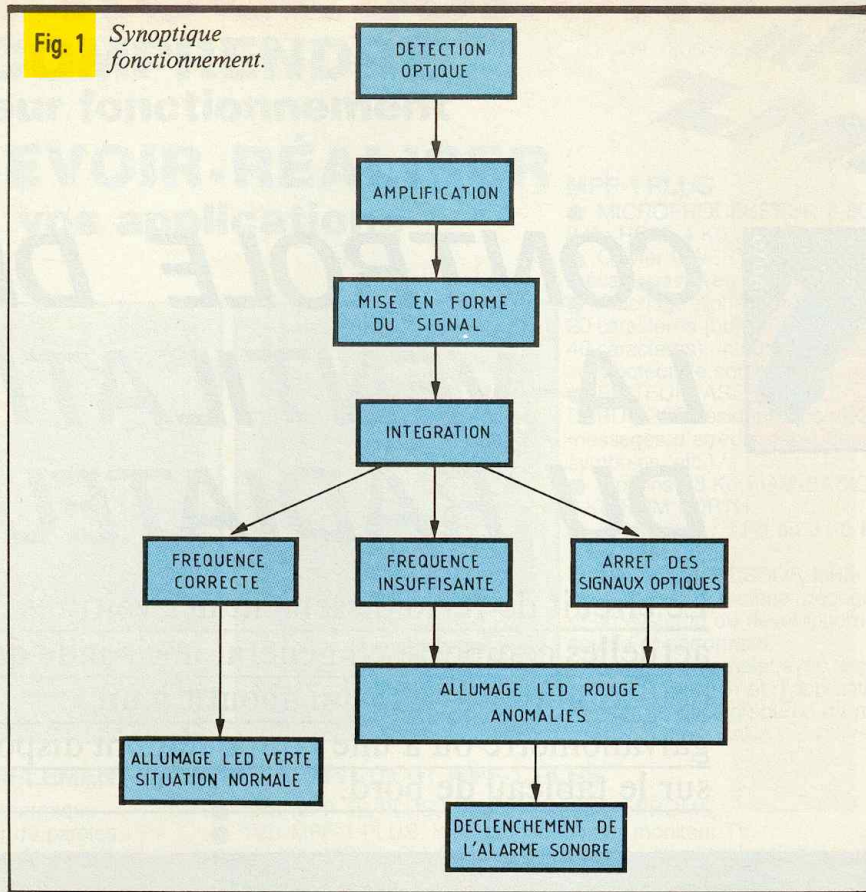 Fig. 1
Synoptique
fonctionnement.
DETECTION
OPTIQUE
AMPLIFICATION
MISE EN FORME
DU SIGNAL
INTEGRATION
FREQUENCE
CORRECTE
FREQUENCE
INSUFFISANTE
ARRET DES
SIGNAUX OPTIQUES
ALLUMAGE LED ROUGE
ANOMALIES
ALLUMAGE LED VERTE
SITUATION NORMALE
DECLENCHEMENT DE
L'ALARME SONORE